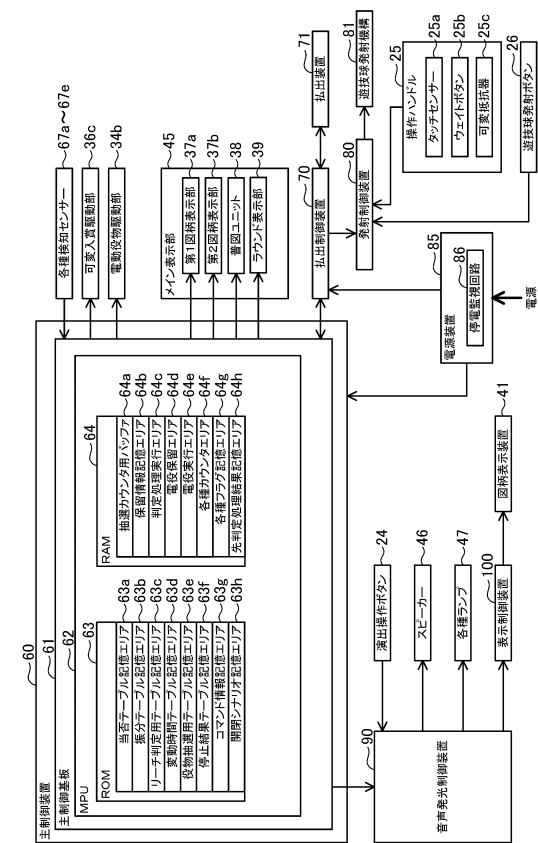 60
主制御装置
61
主制御基板
62
MPU
63
ROM
当否テーブル記憶エリア 63a
振分テーブル記憶エリア 63b
リーチ判定用テーブル記憶エリア 63c
変動時間テーブル記憶エリア 63d
役物抽選用テーブル記憶エリア 63e
停止結果テーブル記憶エリア 63f
コマンド情報記憶エリア 63g
開閉シナリオ記憶エリア 63h
64
RAM
抽選カウンタ用バッファ 64a
保留情報記憶エリア 64b
判定処理実行エリア 64c
電役保留エリア 64d
電役実行エリア 64e
各種カウンタエリア 64f
各種フラグ記憶エリア 64g
先判定処理結果記憶エリア 64h
各種検知センサー 67a～67e
可変入賞駆動部 36c
電動役物駆動部 34b
メイン表示部 45
第1図柄表示部 37a
第2図柄表示部 37b
普図ユニット 38
ラウンド表示部 39
払出制御装置 70
払出装置 71
発射制御装置 80
遊技球発射機構 81
操作ハンドル 25
タッチセンサー 25a
ウェイトボタン 25b
可変抵抗器 25c
遊技球発射ボタン 26
電源装置 85
停電監視回路 86
電源
90
音声発光制御装置
演出操作ボタン 24
スピーカー 46
各種ランプ 47
表示制御装置 100
図柄表示装置 41